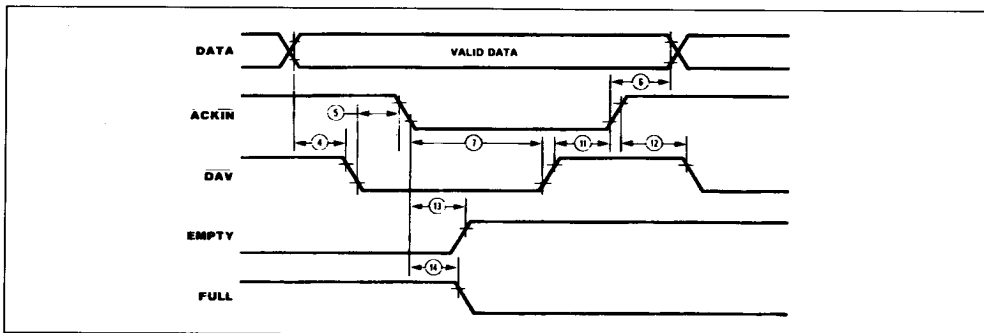 DATA
VALID DATA
6
ACKIN
5
4
7
11
12
DAV
13
EMPTY
14
FULL